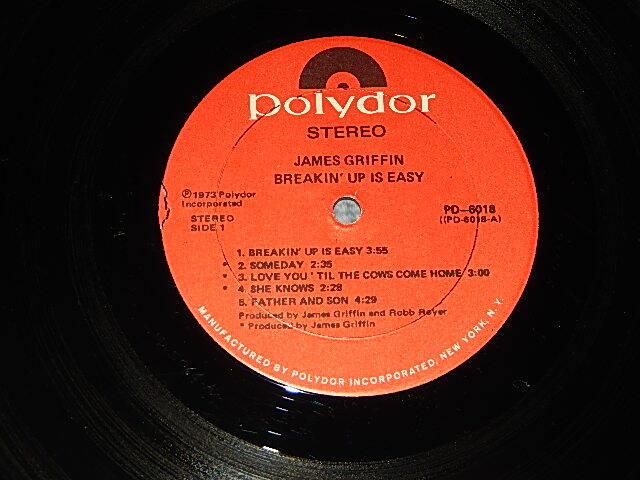 polydor
STEREO
JAMES GRIFFIN
BREAKIN' UP IS EASY
℗ 1973 Polydor
Incorporated
STEREO
SIDE 1
PD-6018
((PD-6018-A)
1. BREAKIN' UP IS EASY 3:55
* 2. SOMEDAY 2:35
* 3. LOVE YOU 'TIL THE COWS COME HOME 3:00
* 4. SHE KNOWS 2:28
5. FATHER AND SON 4:29
Produced by James Griffin and Robb Royer
* Produced by James Griffin
MANUFACTURED BY POLYDOR INCORPORATED, NEW YORK, N.Y.